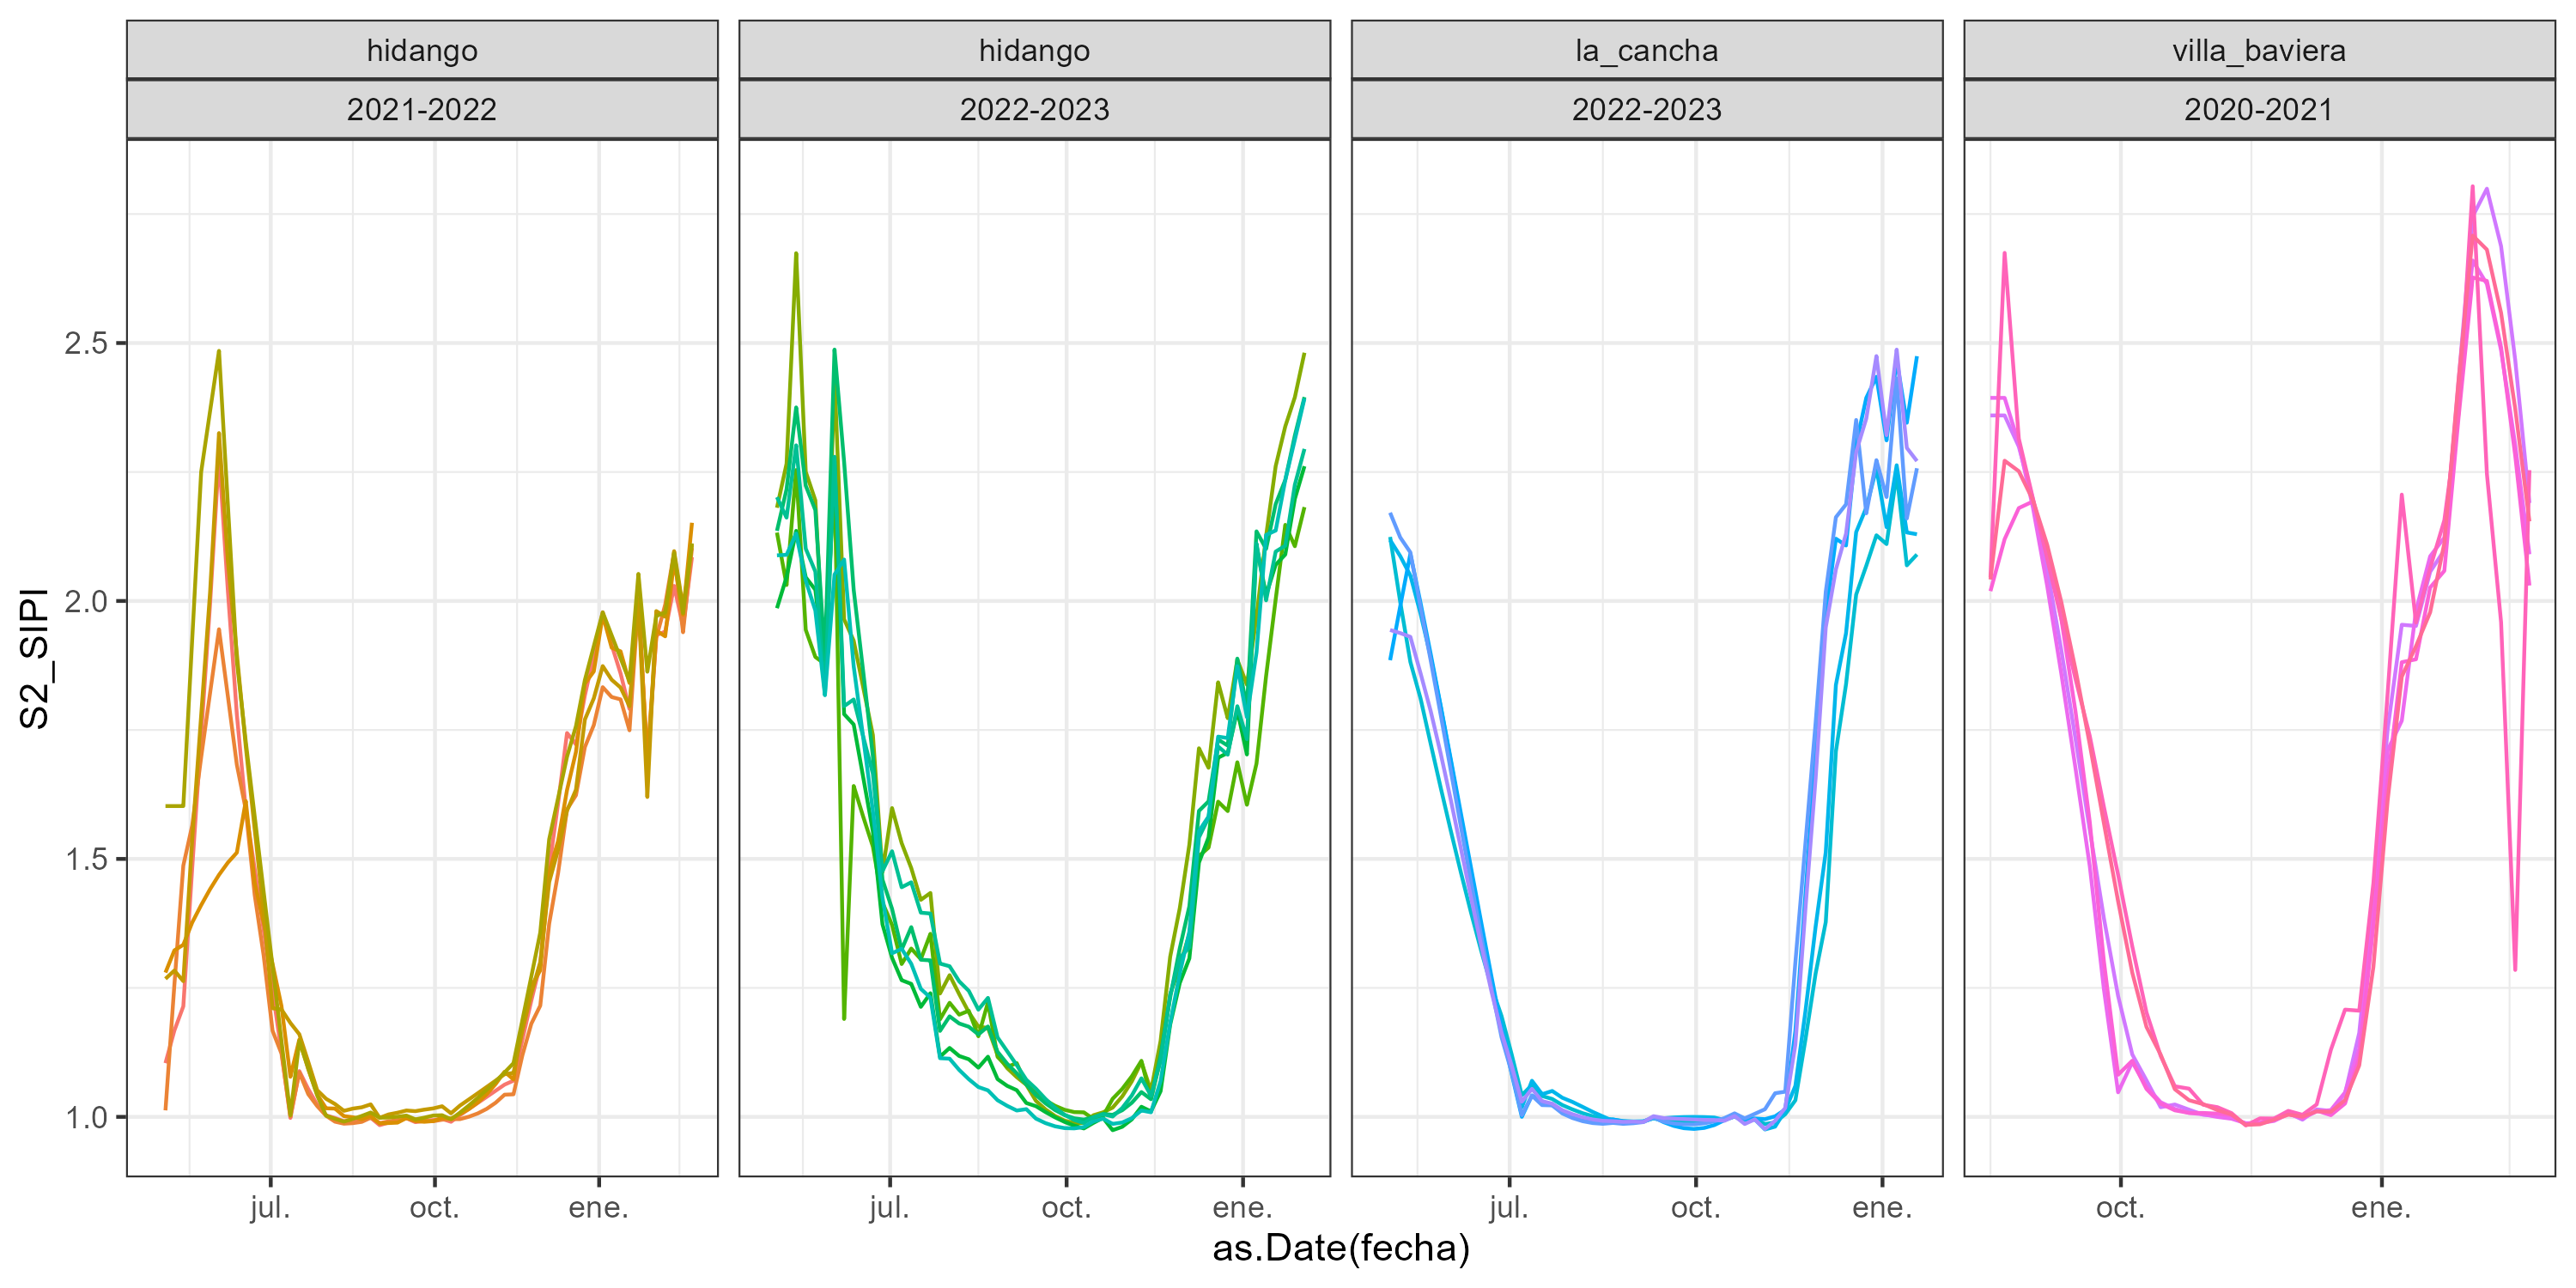 hidango
hidango
la_cancha
villa_baviera
2021-2022
2022-2023
2022-2023
2020-2021
2.5
2.0
1.5
1.0
S2_SIPI
jul.
oct.
ene.
jul.
oct.
ene.
jul.
oct.
ene.
oct.
ene.
as.Date(fecha)